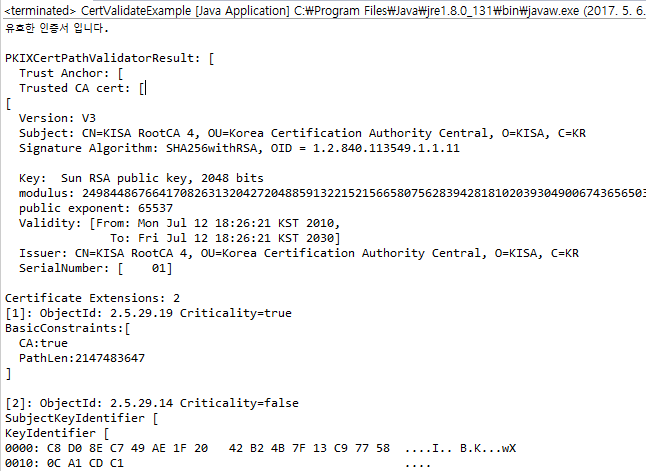 <terminated> CertValidateExample [Java Application] C:₩Program Files₩Java₩jre1.8.0_131₩bin₩javaw.exe (2017. 5. 6.
유효한 인증서 입니다.
PKIXCertPathValidatorResult: [
Trust Anchor: [
Trusted CA cert: [
[
Version: V3
Subject: CN=KISA RootCA 4, OU=Korea Certification Authority Central, O=KISA, C=KR
Signature Algorithm: SHA256withRSA, OID = 1.2.840.113549.1.1.11
Key:  Sun RSA public key, 2048 bits
modulus: 249844867664170826313204272048859132215215665807562839428181020393049006743656503
public exponent: 65537
Validity: [From: Mon Jul 12 18:26:21 KST 2010,
To: Fri Jul 12 18:26:21 KST 2030]
Issuer: CN=KISA RootCA 4, OU=Korea Certification Authority Central, O=KISA, C=KR
SerialNumber: [    01]
Certificate Extensions: 2
[1]: ObjectId: 2.5.29.19 Criticality=true
BasicConstraints:[
CA:true
PathLen:2147483647
]
[2]: ObjectId: 2.5.29.14 Criticality=false
SubjectKeyIdentifier [
KeyIdentifier [
0000: C8 D0 8E C7 49 AE 1F 20   42 B2 4B 7F 13 C9 77 58  ....I.. B.K...wX
0010: 0C A1 CD C1                                        ....